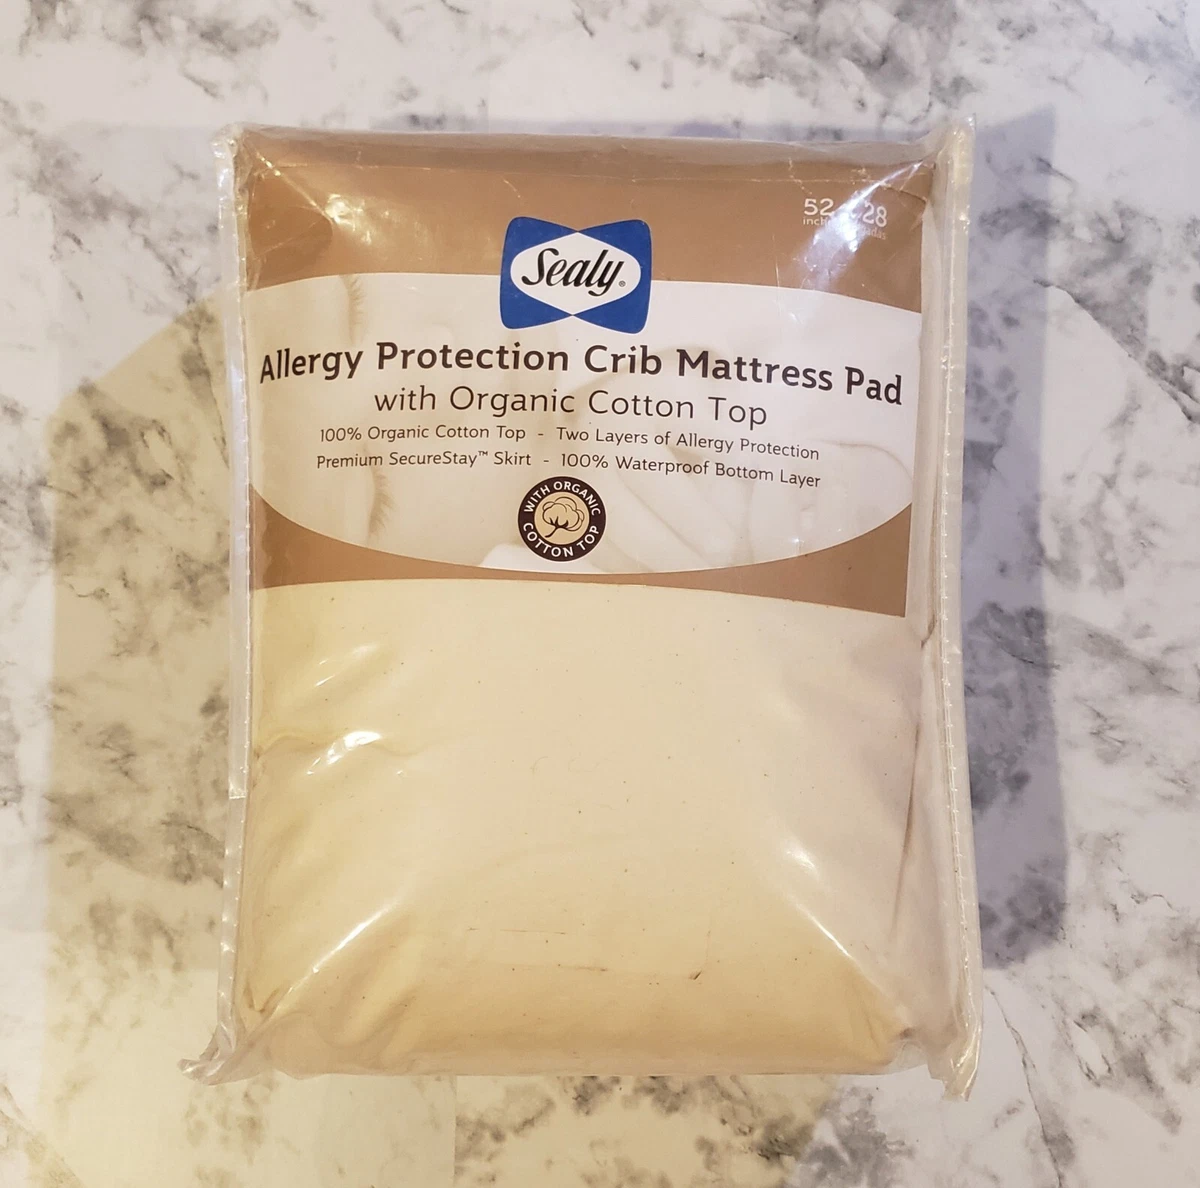 52 28
Sealy®
Allergy Protection Crib Mattress Pad
with Organic Cotton Top
100% Organic Cotton Top - Two Layers of Allergy Protection
Premium SecureStay™ Skirt - 100% Waterproof Bottom Layer
WITH ORGANIC
COTTON TOP